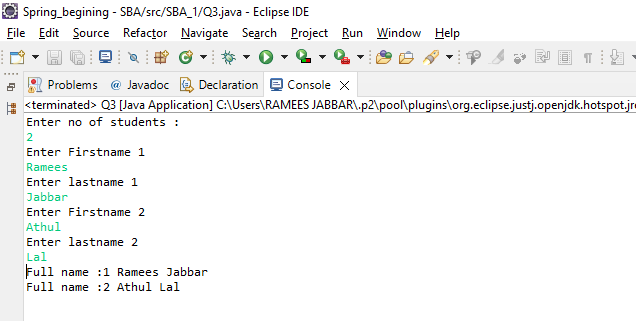 Spring_begining - SBA/src/SBA_1/Q3.java - Eclipse IDE
File Edit Source Refactor Navigate Search Project Run Window Help
Problems @ Javadoc Declaration Console
<terminated> Q3 [Java Application] C:\Users\RAMEES JABBAR\.p2\pool\plugins\org.eclipse.justj.openjdk.hotspot.jre
Enter no of students :
2
Enter Firstname 1
Ramees
Enter lastname 1
Jabbar
Enter Firstname 2
Athul
Enter lastname 2
Lal
Full name :1 Ramees Jabbar
Full name :2 Athul Lal